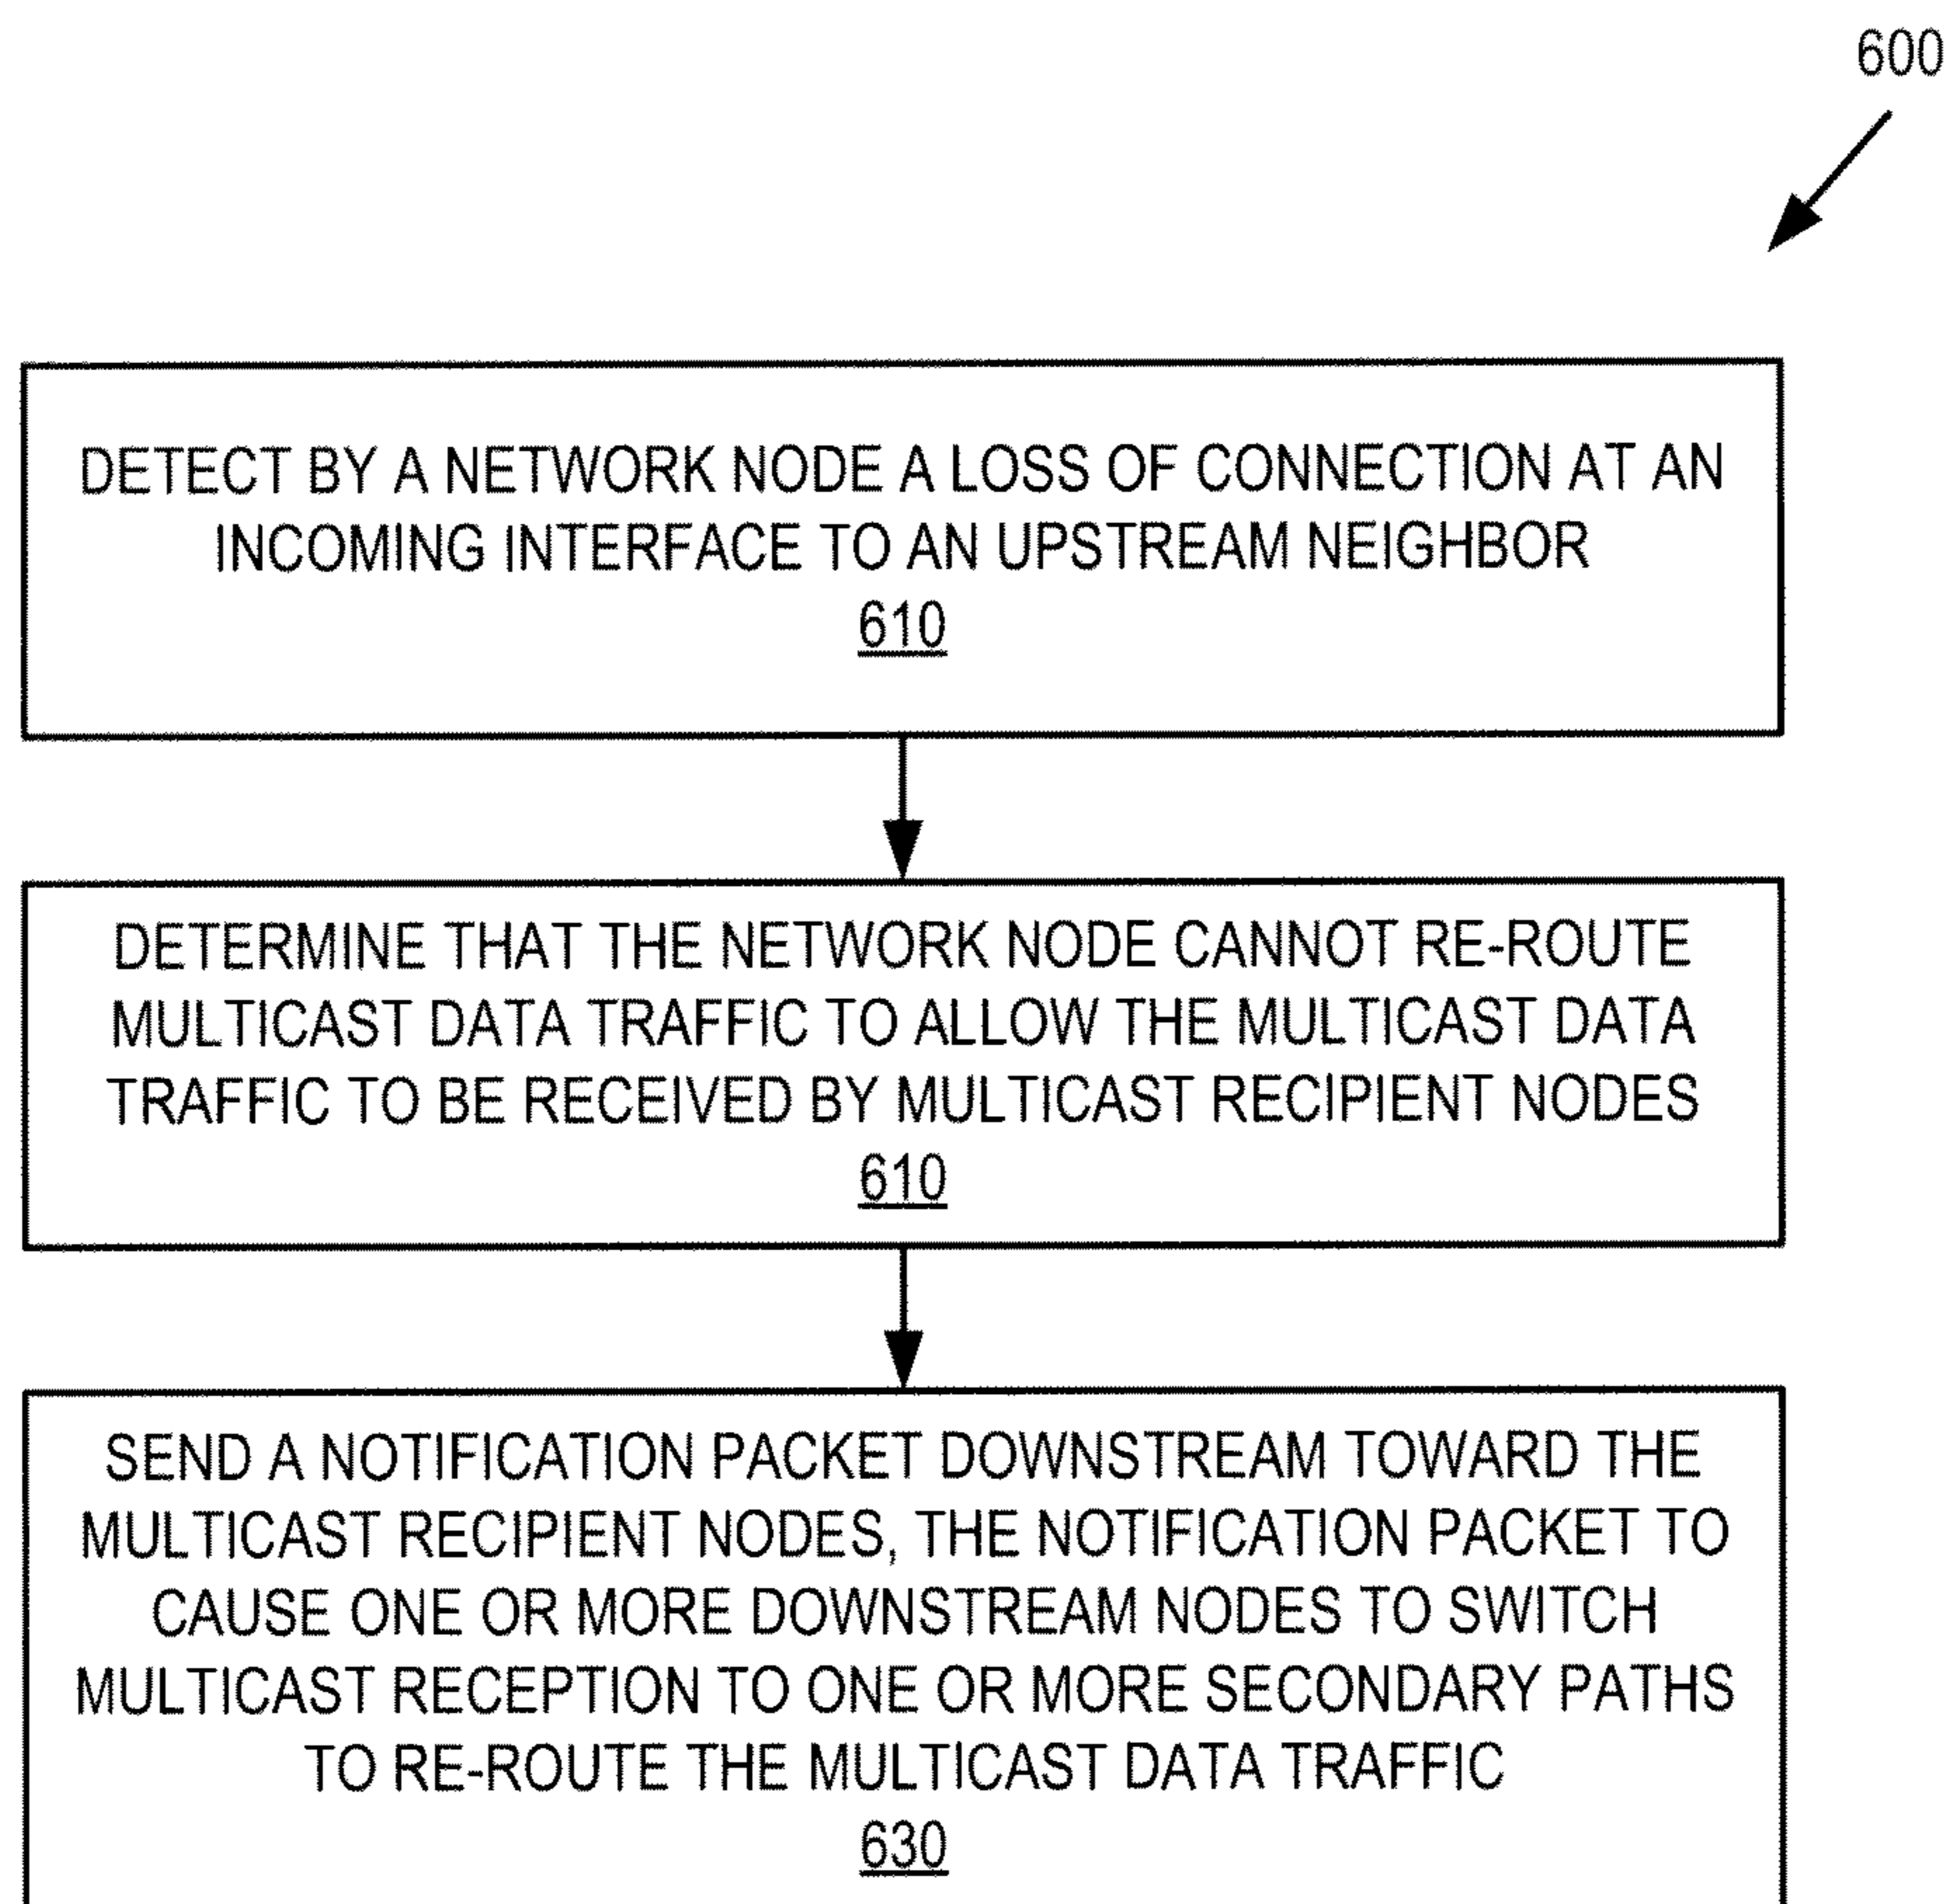 600
DETECT BY A NETWORK NODE A LOSS OF CONNECTION AT AN
INCOMING INTERFACE TO AN UPSTREAM NEIGHBOR
610
DETERMINE THAT THE NETWORK NODE CANNOT RE-ROUTE
MULTICAST DATA TRAFFIC TO ALLOW THE MULTICAST DATA
TRAFFIC TO BE RECEIVED BY MULTICAST RECIPIENT NODES
610
SEND A NOTIFICATION PACKET DOWNSTREAM TOWARD THE
MULTICAST RECIPIENT NODES, THE NOTIFICATION PACKET TO
CAUSE ONE OR MORE DOWNSTREAM NODES TO SWITCH
MULTICAST RECEPTION TO ONE OR MORE SECONDARY PATHS
TO RE-ROUTE THE MULTICAST DATA TRAFFIC
630